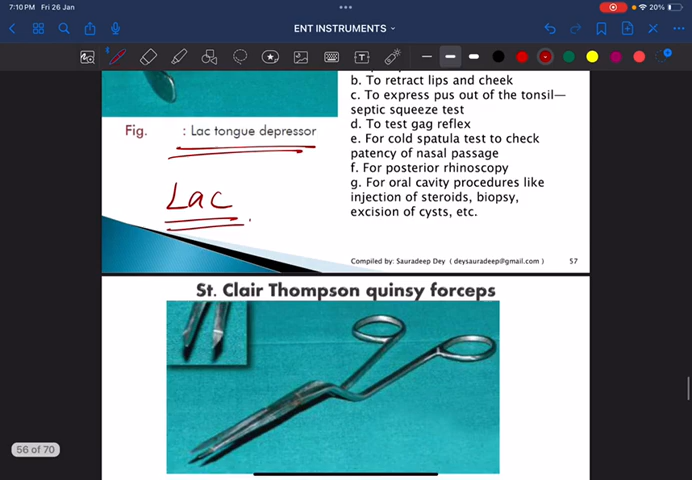 7:10 PM Fri 26 Jan
20%
ENT INSTRUMENTS
b. To retract lips and cheek
c. To express pus out of the tonsil—
septic squeeze test
d. To test gag reflex
e. For cold spatula test to check
patency of nasal passage
f. For posterior rhinoscopy
g. For oral cavity procedures like
injection of steroids, biopsy,
excision of cysts, etc.
Fig. : Lac tongue depressor
Lac
Compiled by: Sauradeep Dey ( deysauradeep@gmail.com ) 57
St. Clair Thompson quinsy forceps
56 of 70